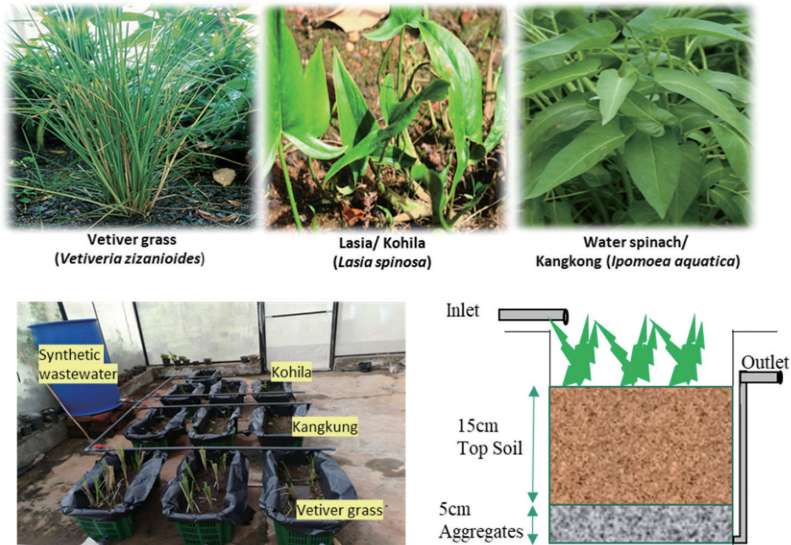 Vetiver grass
(Vetiveria zizanioides)
Lasia/ Kohila
(Lasia spinosa)
Water spinach/
Kangkong (Ipomoea aquatica)
Synthetic
wastewater
Kohila
Kangkung
Vetiver grass
Inlet
Outlet
15cm
Top Soil
5cm
Aggregates